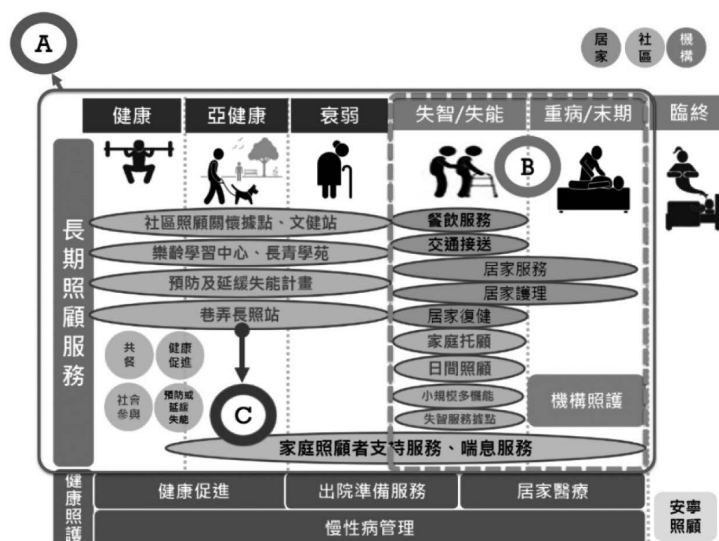 A
居家
社區
機構
健康
亞健康
衰弱
失智/失能
重病/末期
臨終
B
長期照顧服務
社區照顧關懷據點、文健站
樂齡學習中心、長青學苑
預防及延緩失能計畫
巷弄長照站
餐飲服務
交通接送
居家服務
居家護理
居家復健
家庭托顧
日間照顧
小規模多機能
失智服務據點
機構照護
共餐
健康促進
社會參與
預防或延緩失能
C
家庭照顧者支持服務、喘息服務
健康照護
健康促進
出院準備服務
居家醫療
慢性病管理
安寧照顧